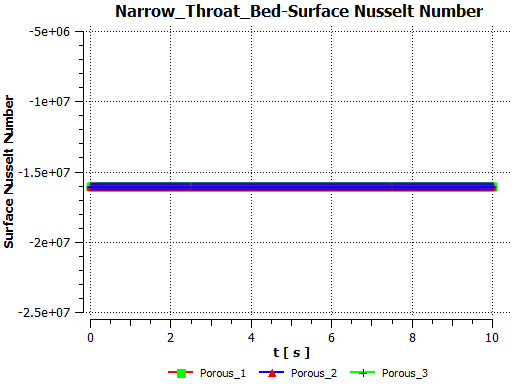 Narrow_Throat_Bed-Surface Nusselt Number
-5e+06
-1e+07
-1.5e+07
-2e+07
-2.5e+07
Surface Nusselt Number
0 2 4 6 8 10
t [ s ]
Porous_1 Porous_2 Porous_3